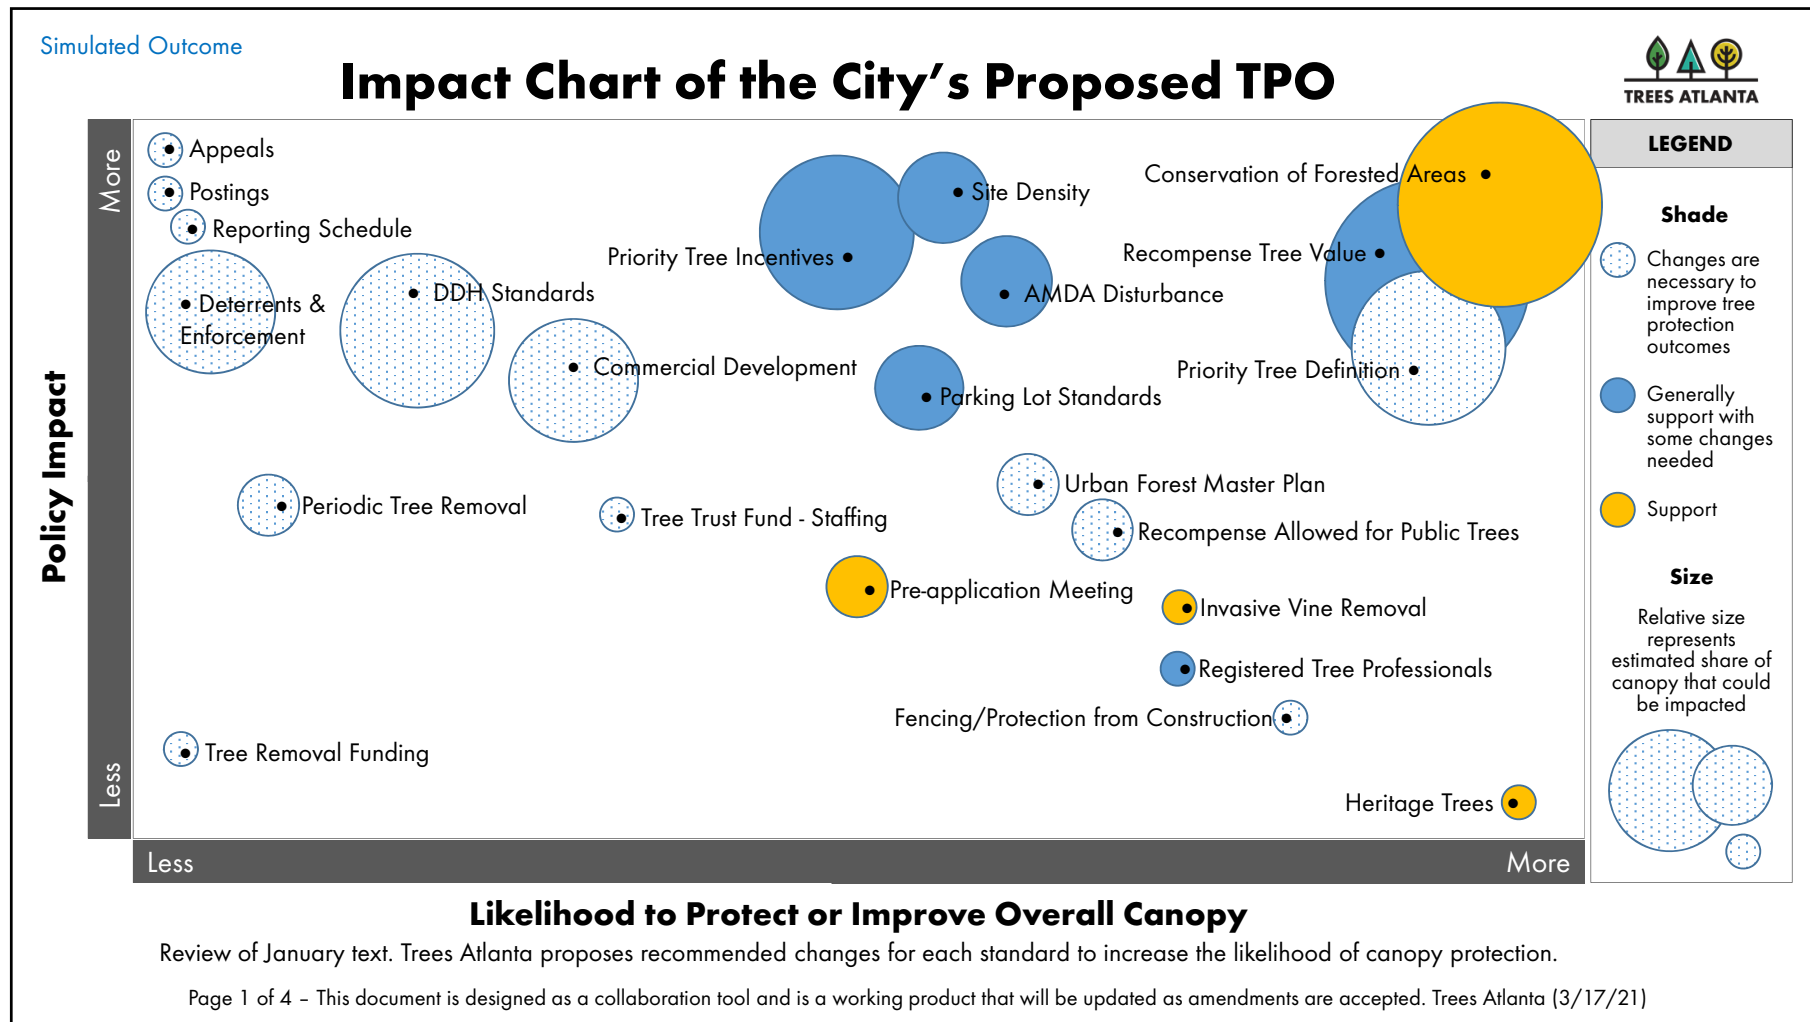 Simulated Outcome
Impact Chart of the City’s Proposed TPO
TREES ATLANTA
More
Policy Impact
Less
Appeals
Postings
Reporting Schedule
Deterrents &
Enforcement
DDH Standards
Commercial Development
Priority Tree Incentives
Site Density
AMDA Disturbance
Parking Lot Standards
Conservation of Forested Areas
Recompense Tree Value
Priority Tree Definition
Periodic Tree Removal
Tree Trust Fund - Staffing
Urban Forest Master Plan
Recompense Allowed for Public Trees
Pre-application Meeting
Invasive Vine Removal
Registered Tree Professionals
Fencing/Protection from Construction
Tree Removal Funding
Heritage Trees
Less
More
Likelihood to Protect or Improve Overall Canopy
LEGEND
Shade
Changes are
necessary to
improve tree
protection
outcomes
Generally
support with
some changes
needed
Support
Size
Relative size
represents
estimated share of
canopy that could
be impacted
Review of January text. Trees Atlanta proposes recommended changes for each standard to increase the likelihood of canopy protection.
Page 1 of 4 – This document is designed as a collaboration tool and is a working product that will be updated as amendments are accepted. Trees Atlanta (3/17/21)